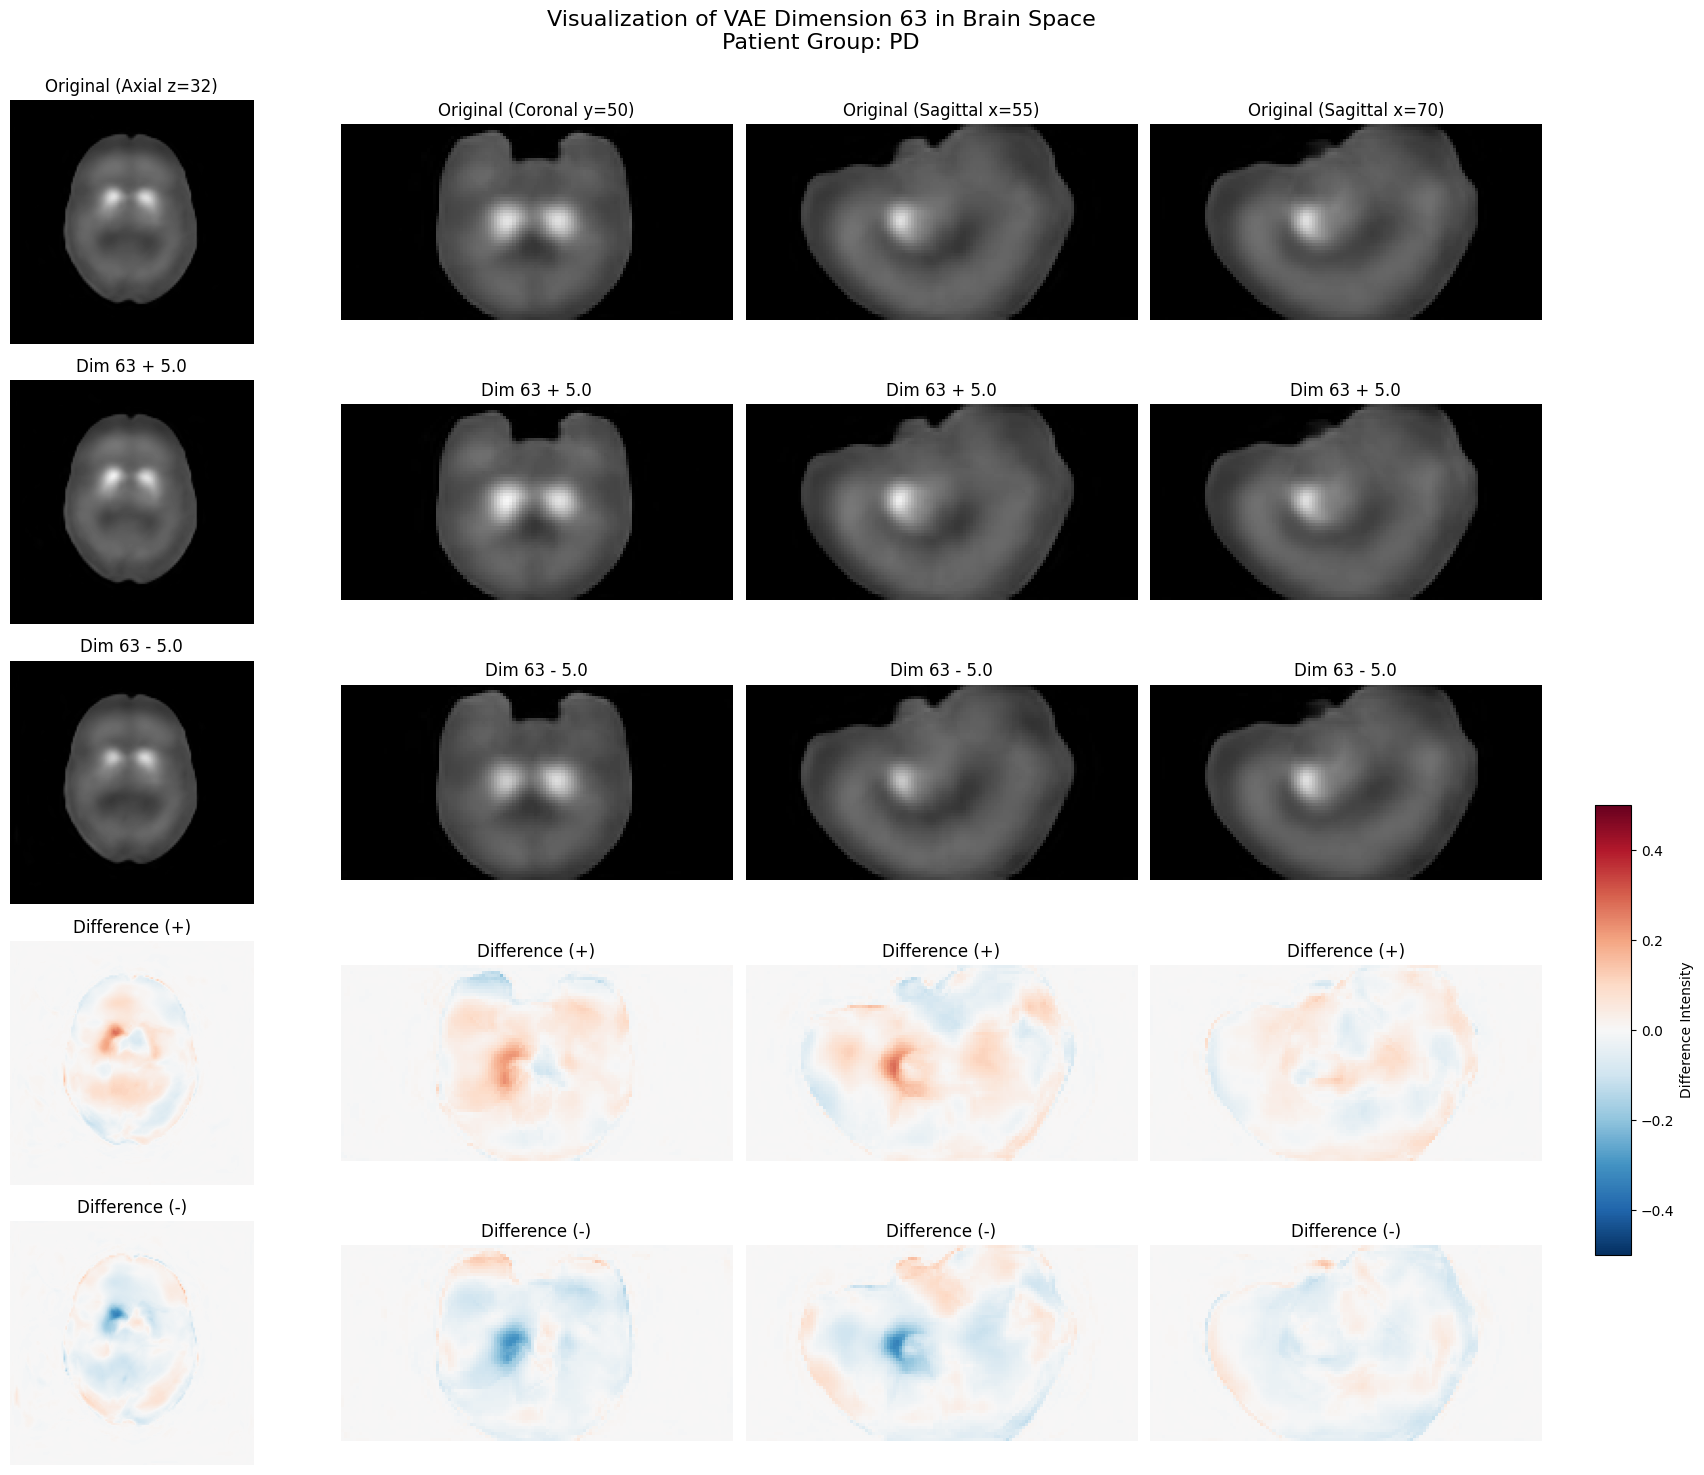 Visualization of VAE Dimension 63 in Brain Space
Patient Group: PD
Original (Axial z=32)
Original (Coronal y=50)
Original (Sagittal x=55)
Original (Sagittal x=70)
Dim 63 + 5.0
Dim 63 + 5.0
Dim 63 + 5.0
Dim 63 + 5.0
Dim 63 - 5.0
Dim 63 - 5.0
Dim 63 - 5.0
Dim 63 - 5.0
Difference (+)
Difference (+)
Difference (+)
Difference (+)
Difference (-)
Difference (-)
Difference (-)
Difference (-)
0.4
0.2
0.0
−0.2
−0.4
Difference Intensity